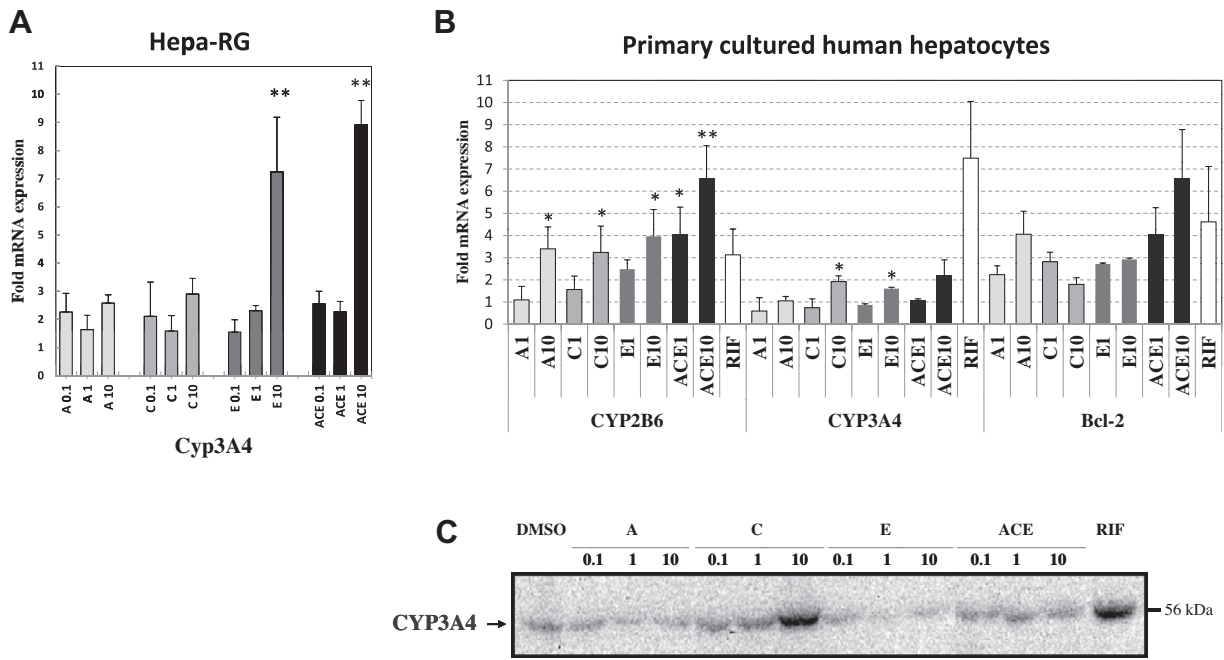 A
Hepa-RG
Fold mRNA expression
11
10
9
8
7
6
5
4
3
2
1
0
** **
A 0.1 A 1 A 10 C 0.1 C 1 C 10 E 0.1 E 1 E 10 ACE 0.1 ACE 1 ACE 10
Cyp3A4
B
Primary cultured human hepatocytes
Fold mRNA expression
11
10
9
8
7
6
5
4
3
2
1
0
* * * * ** * *
A1 A10 C1 C10 E1 E10 ACE1 ACE10 RIF A1 A10 C1 C10 E1 E10 ACE1 ACE10 RIF A1 A10 C1 C10 E1 E10 ACE1 ACE10 RIF
CYP2B6 CYP3A4 Bcl-2
C
DMSO A C E ACE RIF
0.1 1 10 0.1 1 10 0.1 1 10 0.1 1 10
CYP3A4 → 56 kDa